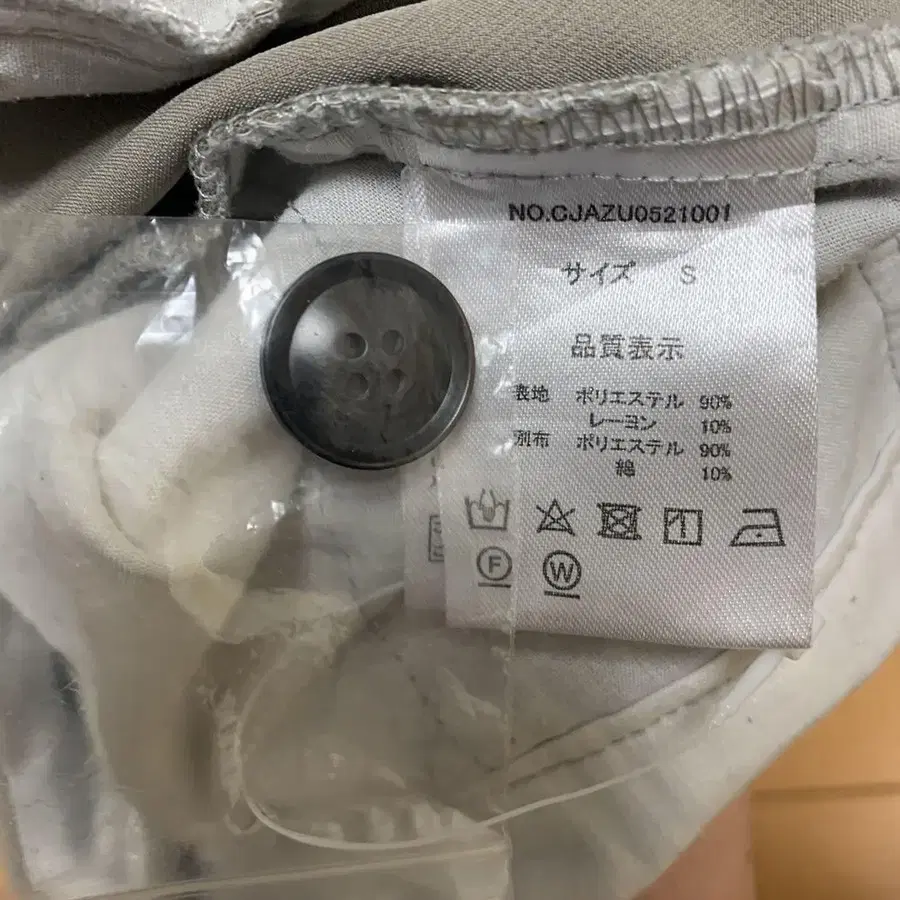 NO.CJAZU0521001
サイズ S
品質表示
表地 ポリエステル 90%
レーヨン 10%
別布 ポリエステル 90%
綿 10%
F W